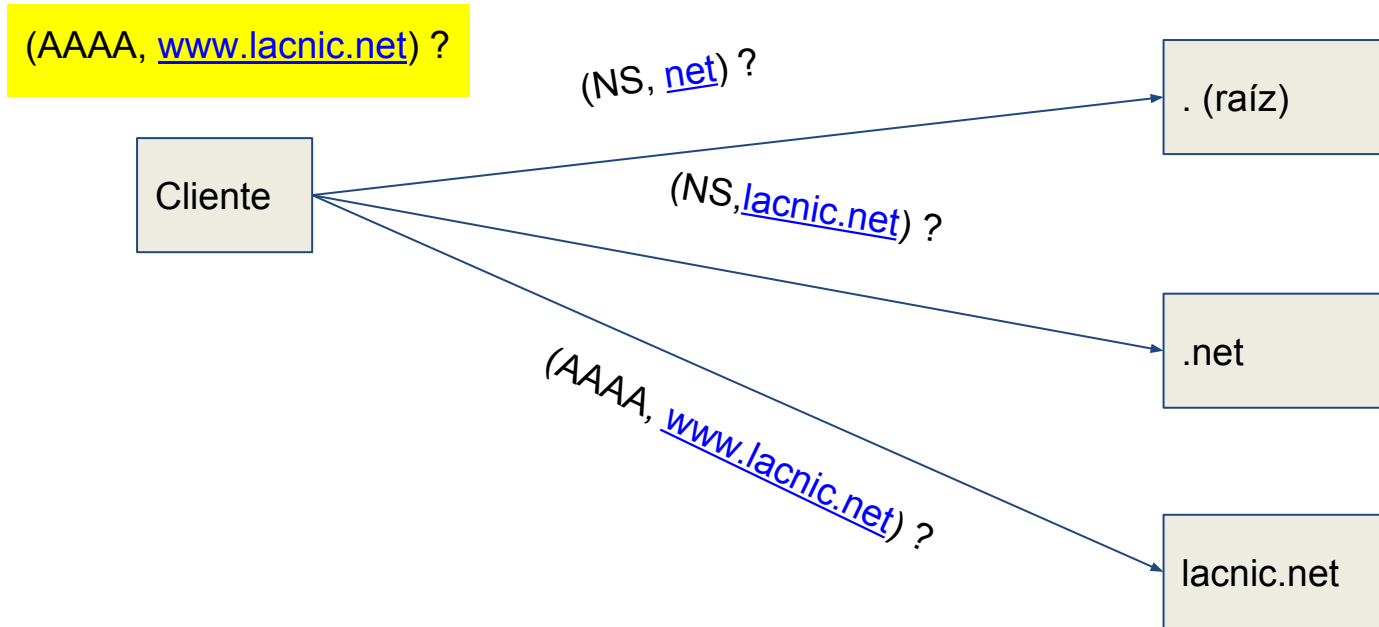 (AAAA, www.lacnic.net) ?
(NS, net) ?
. (raíz)
Cliente
(NS,lacnic.net) ?
.net
(AAAA, www.lacnic.net) ?
lacnic.net